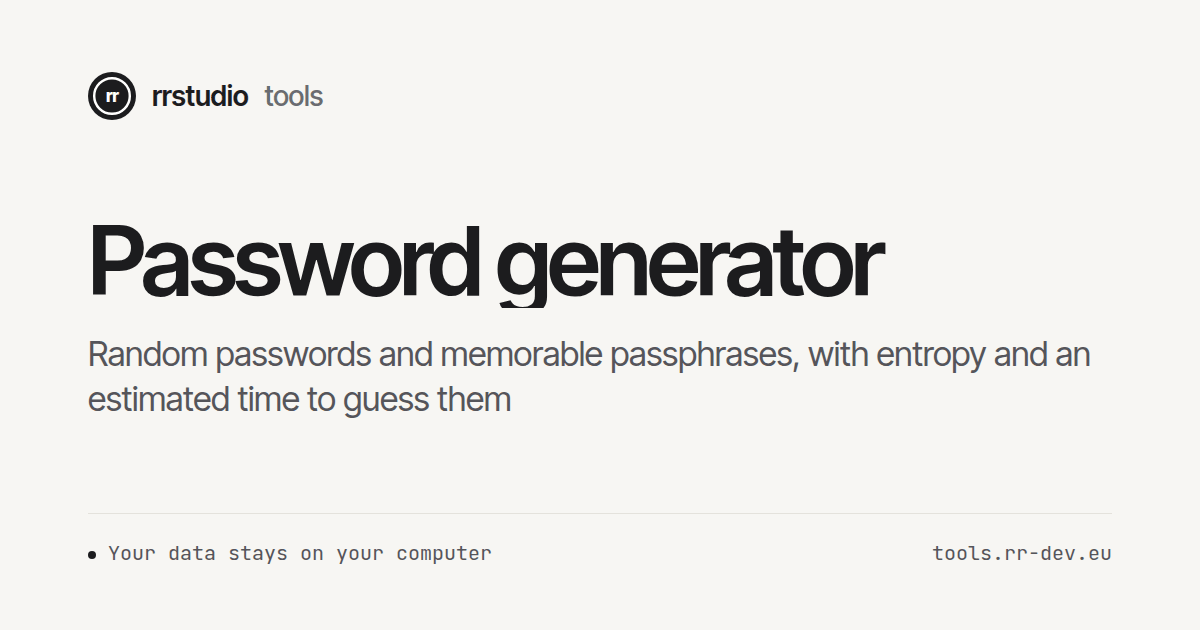 rr rrstudio tools
Password generator
Random passwords and memorable passphrases, with entropy and an
estimated time to guess them
Your data stays on your computer
tools.rr-dev.eu